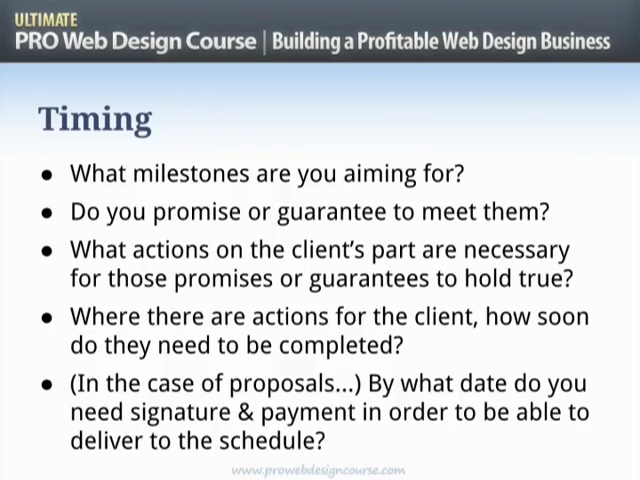 ULTIMATE
PRO Web Design Course | Building a Profitable Web Design Business
Timing
● What milestones are you aiming for?
● Do you promise or guarantee to meet them?
● What actions on the client’s part are necessary
for those promises or guarantees to hold true?
● Where there are actions for the client, how soon
do they need to be completed?
● (In the case of proposals...) By what date do you
need signature & payment in order to be able to
deliver to the schedule?
www.prowebdesigncourse.com